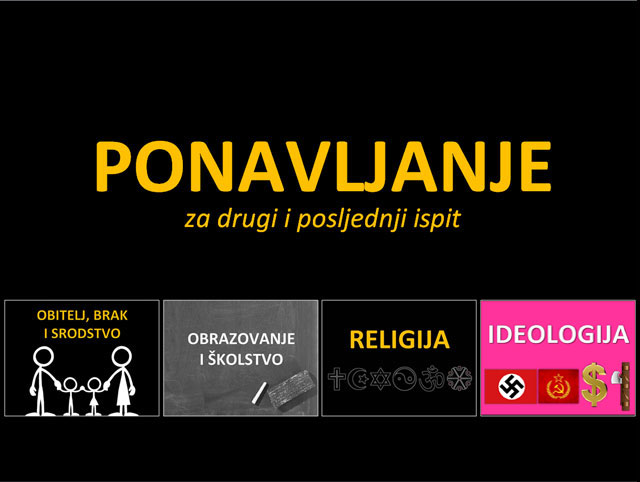 PONAVLJANJE
za drugi i posljednji ispit
OBITELJ, BRAK
I SRODSTVO
OBRAZOVANJE
I ŠKOLSTVO
RELIGIJA
IDEOLOGIJA